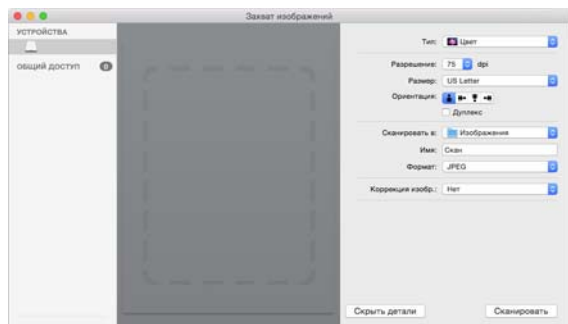 Захват изображений
УСТРОЙСТВА
ОБЩИЙ ДОСТУП 0
Тип: Цвет
Разрешение: 75 dpi
Размер: US Letter
Ориентация:
Дуплекс
Сканировать в: Изображения
Имя: Скан
Формат: JPEG
Коррекция изобр.: Нет
Скрыть детали Сканировать